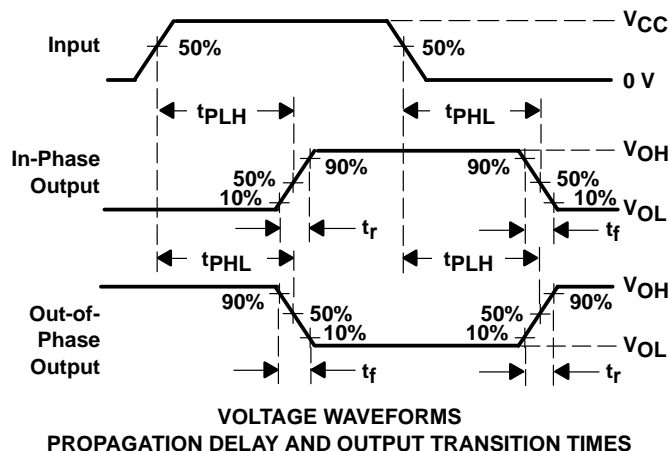 Input
50%
50%
VCC
0 V
tPLH
tPHL
In-Phase
Output
50%
10%
90%
90%
50%
10%
VOH
VOL
tr
tf
tPHL
tPLH
Out-of-
Phase
Output
90%
50%
10%
10%
50%
90%
VOH
VOL
tf
tr
VOLTAGE WAVEFORMS
PROPAGATION DELAY AND OUTPUT TRANSITION TIMES